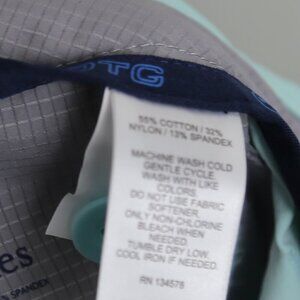 OTG
55% COTTON / 32%
NYLON / 13% SPANDEX
MACHINE WASH COLD
GENTLE CYCLE
WASH WITH LIKE
COLORS.
DO NOT USE FABRIC
SOFTENER.
ONLY NON-CHLORINE
BLEACH WHEN
NEEDED.
TUMBLE DRY LOW.
COOL IRON IF NEEDED.
RN 134576
es
SPANDEX